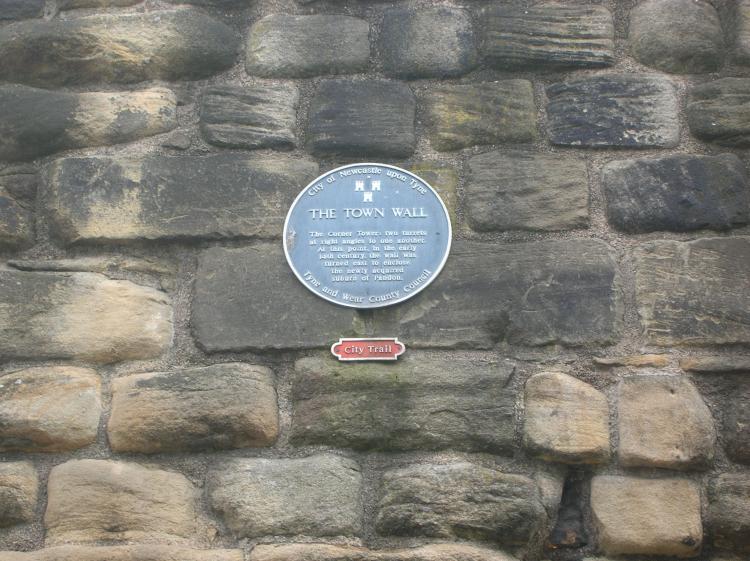 City of Newcastle upon Tyne
THE TOWN WALL
The Corner Tower: two turrets
at right angles to one another.
At this point, in the early
14th century, the wall was
turned east to enclose
the newly acquired
suburb of Pandon.
Tyne and Wear County Council
City Trail